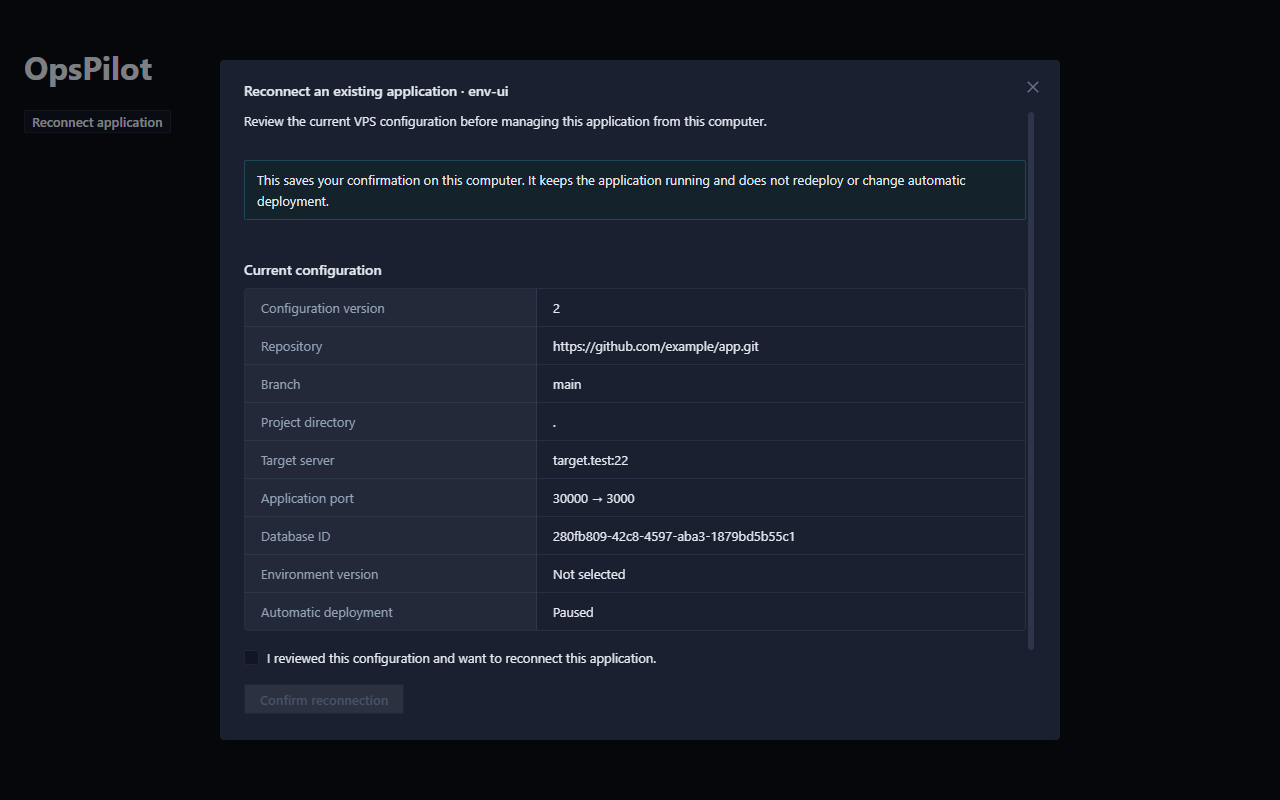 OpsPilot
Reconnect application
Reconnect an existing application · env-ui
Review the current VPS configuration before managing this application from this computer.
This saves your confirmation on this computer. It keeps the application running and does not redeploy or change automatic
deployment.
Current configuration
Configuration version 2
Repository https://github.com/example/app.git
Branch main
Project directory .
Target server target.test:22
Application port 30000 → 3000
Database ID 280fb809-42c8-4597-aba3-1879bd5b55c1
Environment version Not selected
Automatic deployment Paused
I reviewed this configuration and want to reconnect this application.
Confirm reconnection